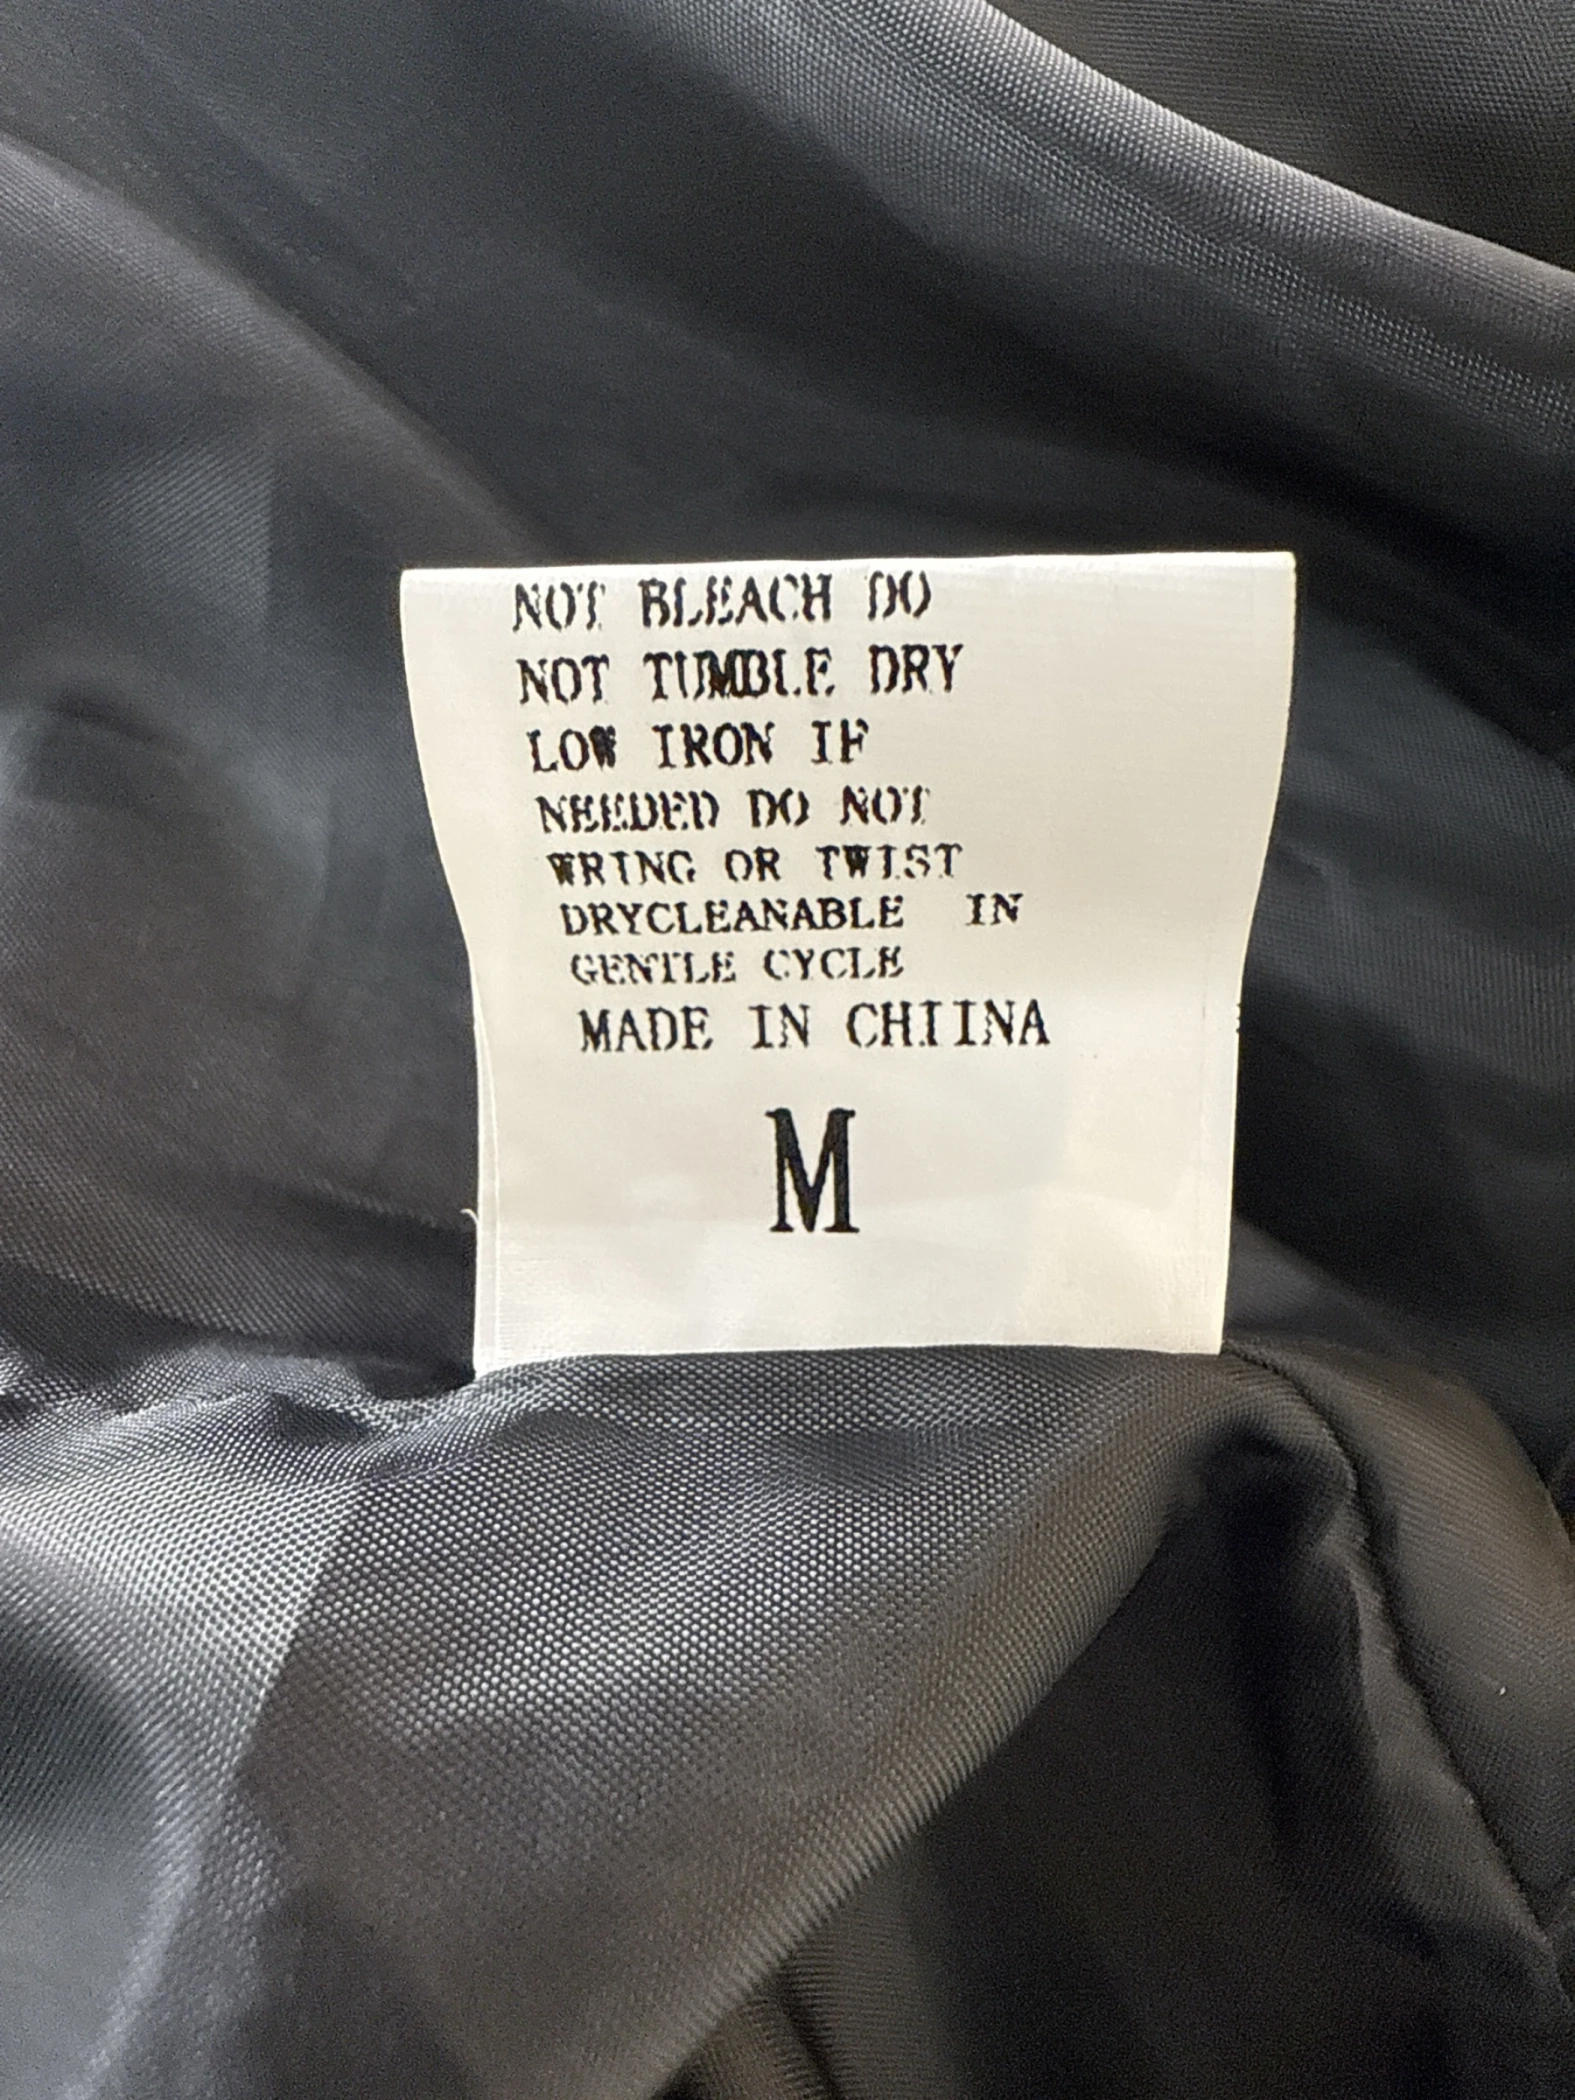 NOT BLEACH DO
NOT TUMBLE DRY
LOW IRON IF
NEEDED DO NOT
WRING OR TWIST
DRYCLEANABLE IN
GENTLE CYCLE
MADE IN CHIINA
M